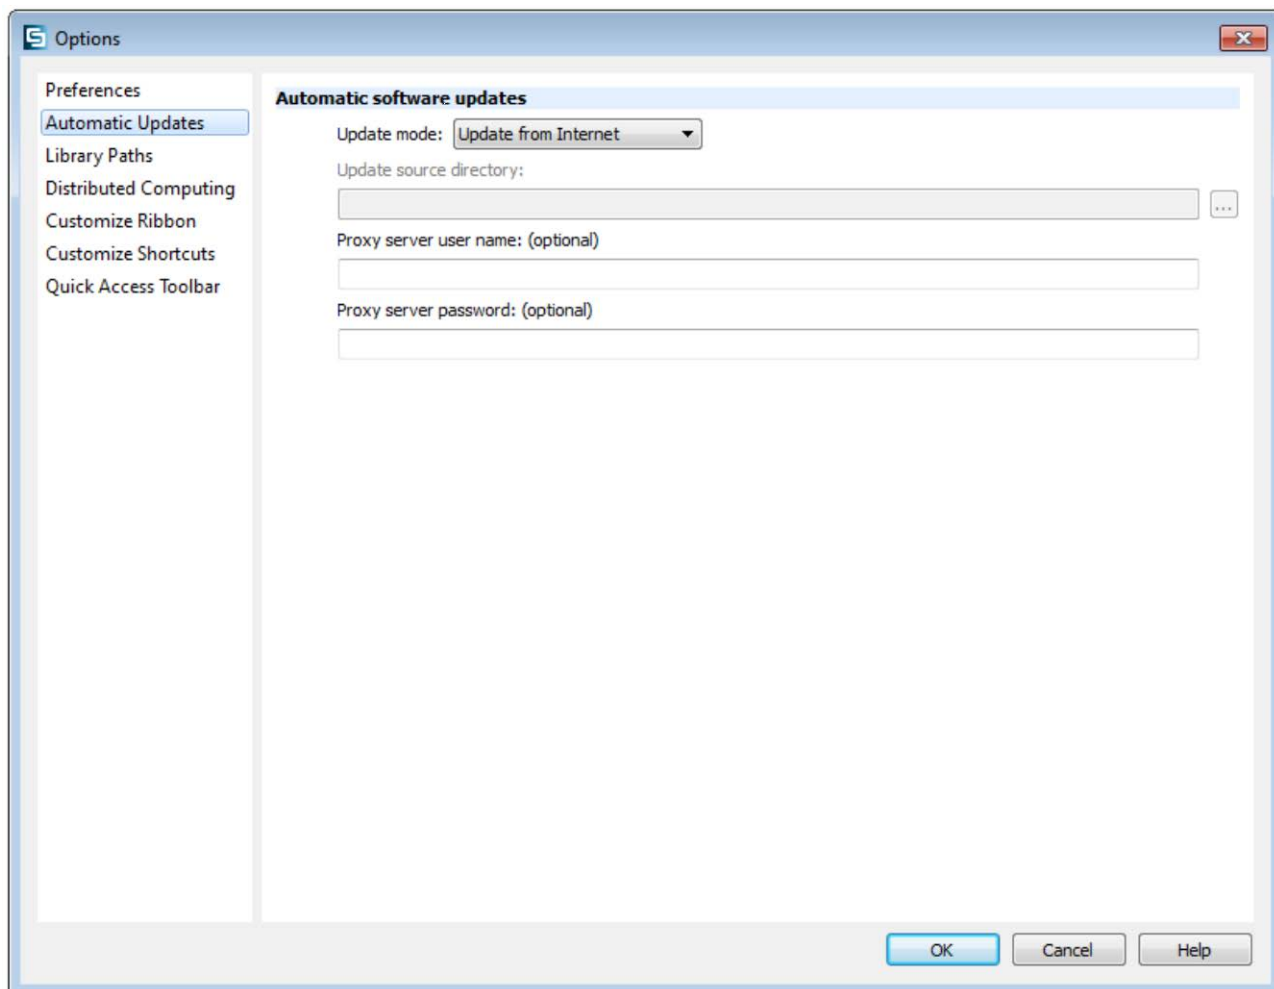 Options
Preferences
Automatic Updates
Library Paths
Distributed Computing
Customize Ribbon
Customize Shortcuts
Quick Access Toolbar
Automatic software updates
Update mode: Update from Internet
Update source directory:
...
Proxy server user name: (optional)
Proxy server password: (optional)
OK Cancel Help